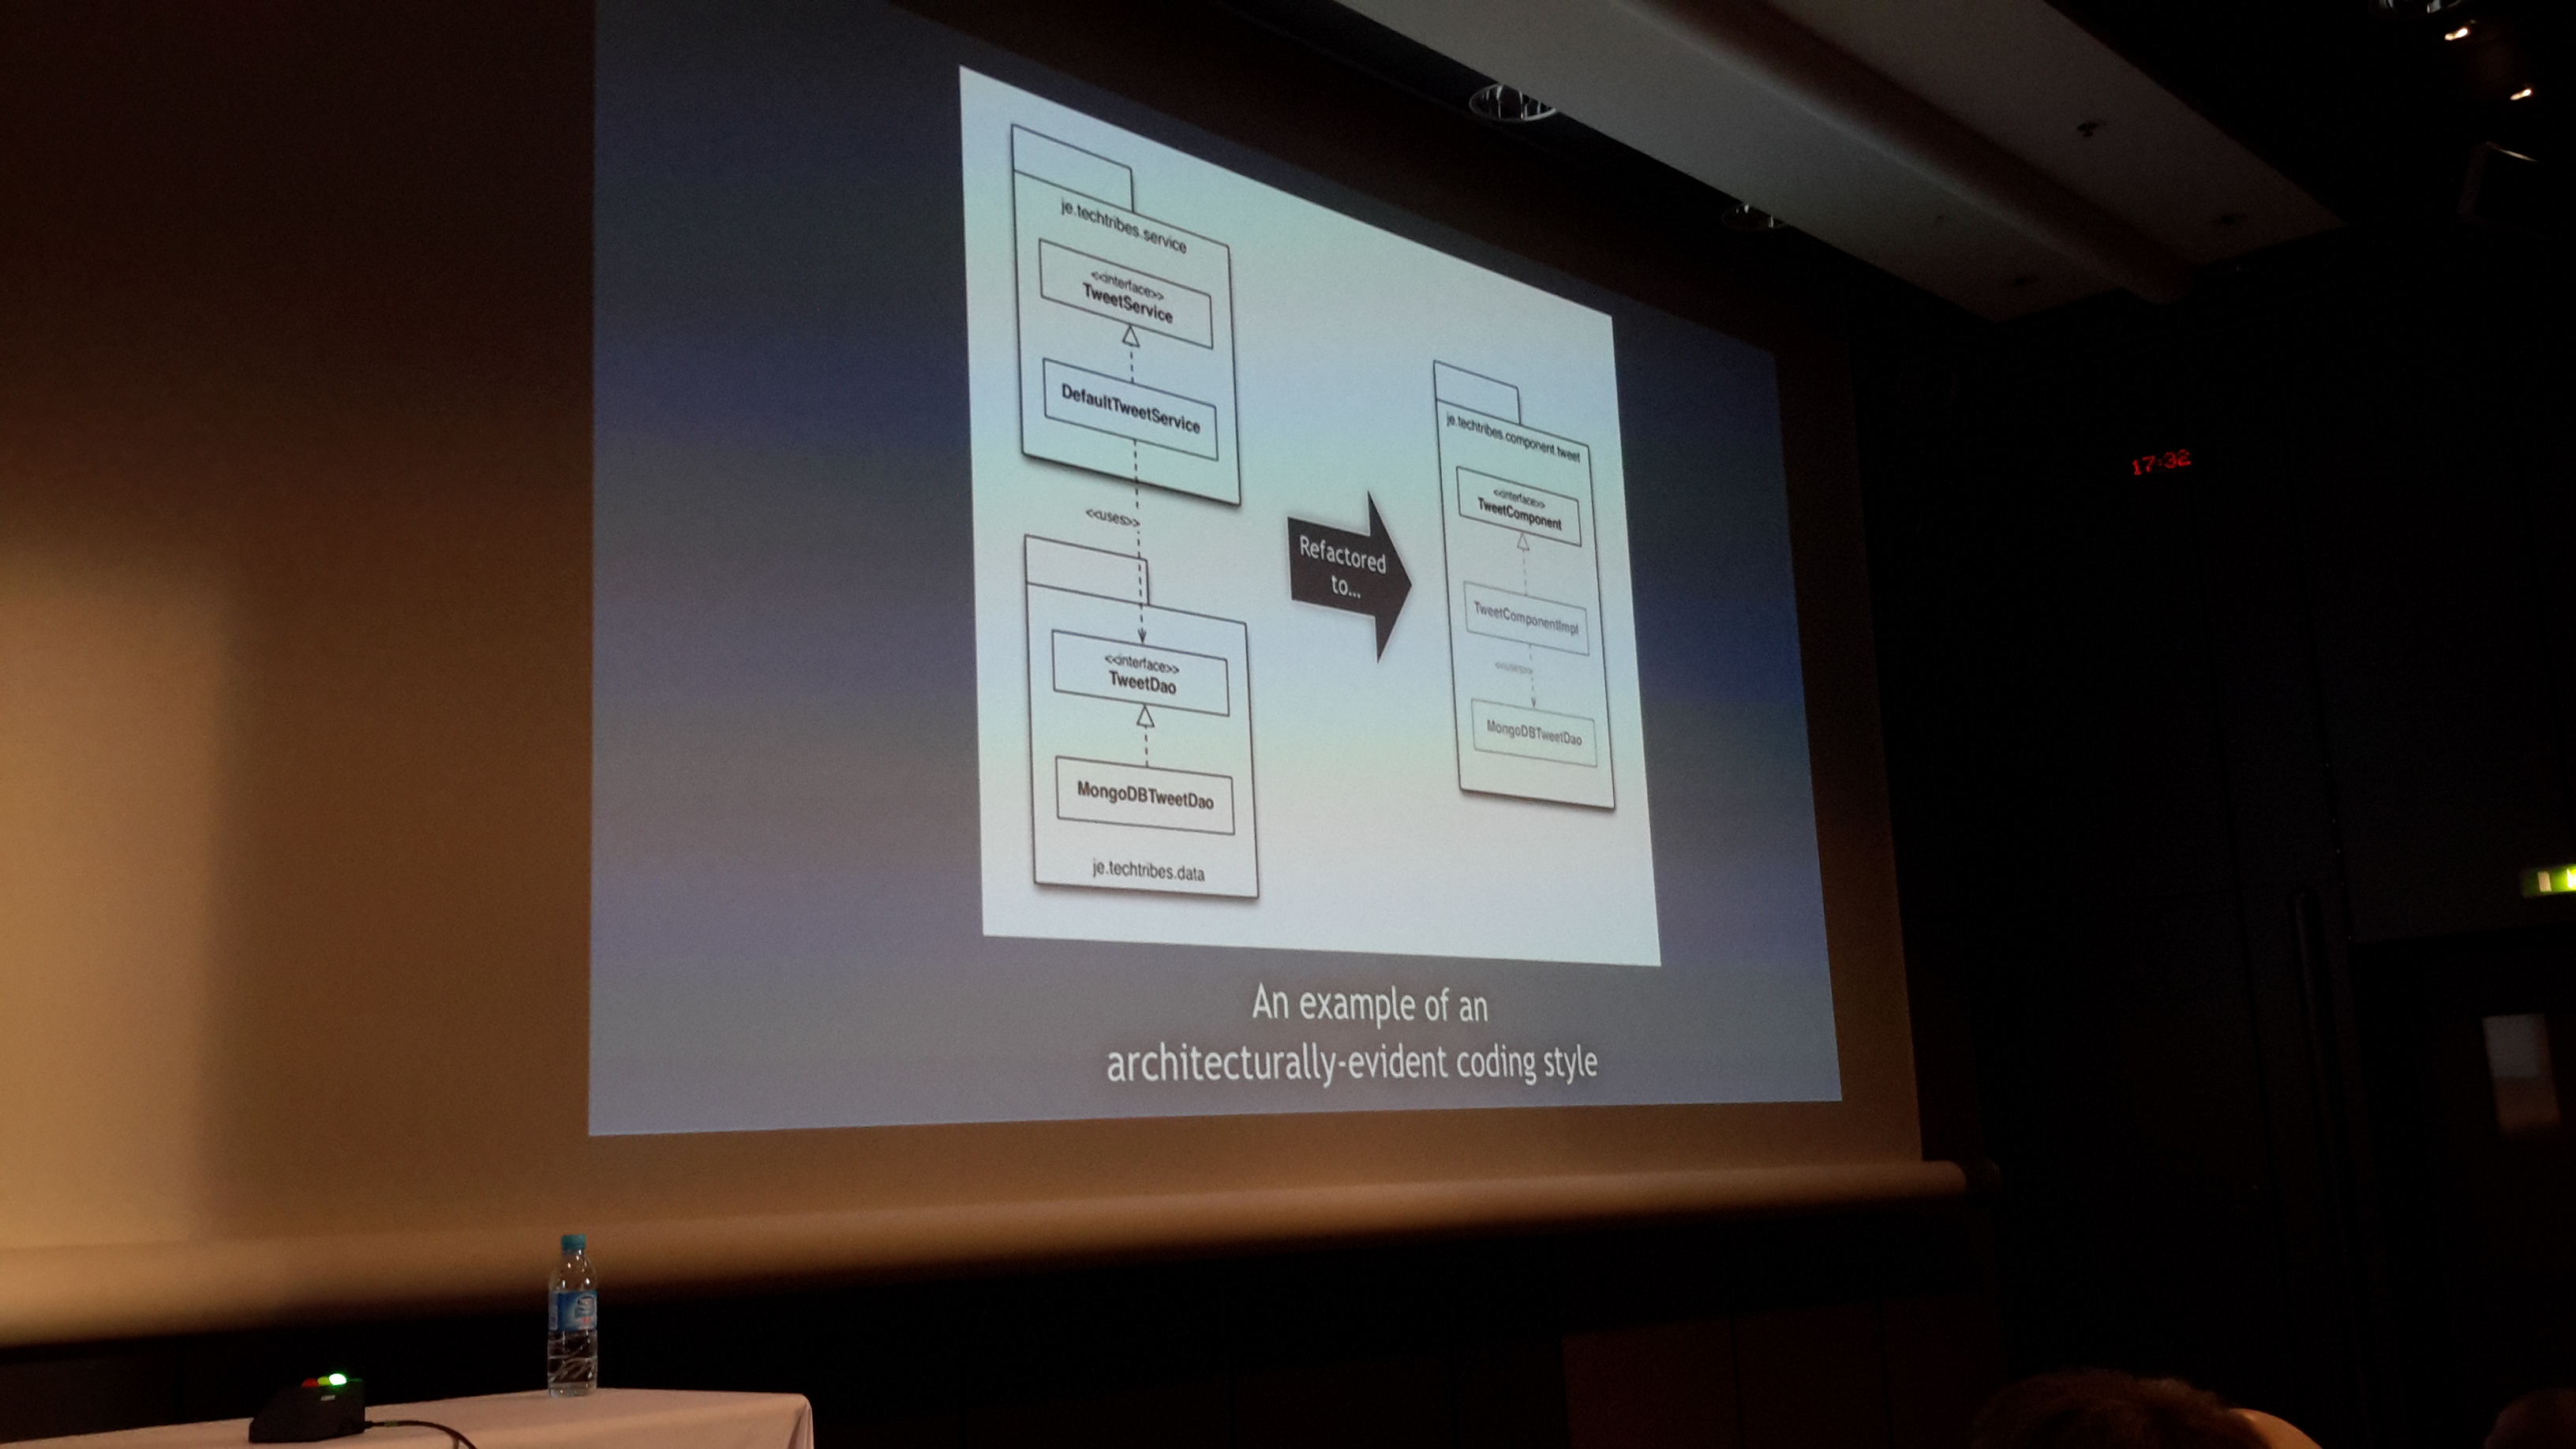 je.techtribes.service
<<interface>>
TweetService
DefaultTweetService
<<uses>>
<<interface>>
TweetDao
MongoDBTweetDao
je.techtribes.data
Refactored
to...
je.techtribes.component.tweet
<<interface>>
TweetComponent
TweetComponentImpl
<<uses>>
MongoDBTweetDao
An example of an
architecturally-evident coding style
17:32